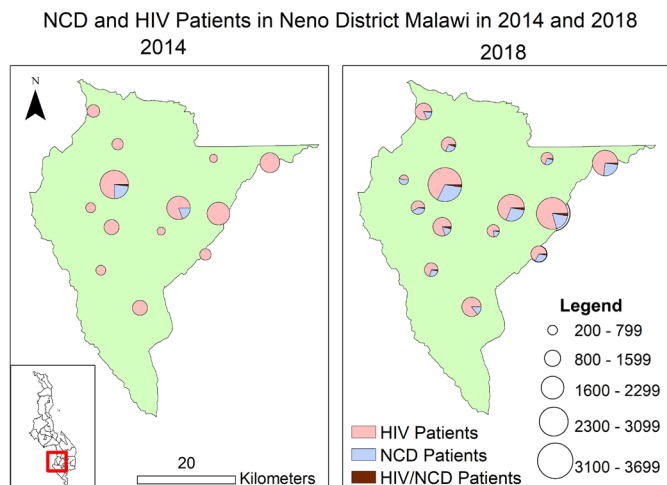 NCD and HIV Patients in Neno District Malawi in 2014 and 2018
2014
2018
N
Legend
200 - 799
800 - 1599
1600 - 2299
2300 - 3099
3100 - 3699
HIV Patients
NCD Patients
HIV/NCD Patients
20
Kilometers